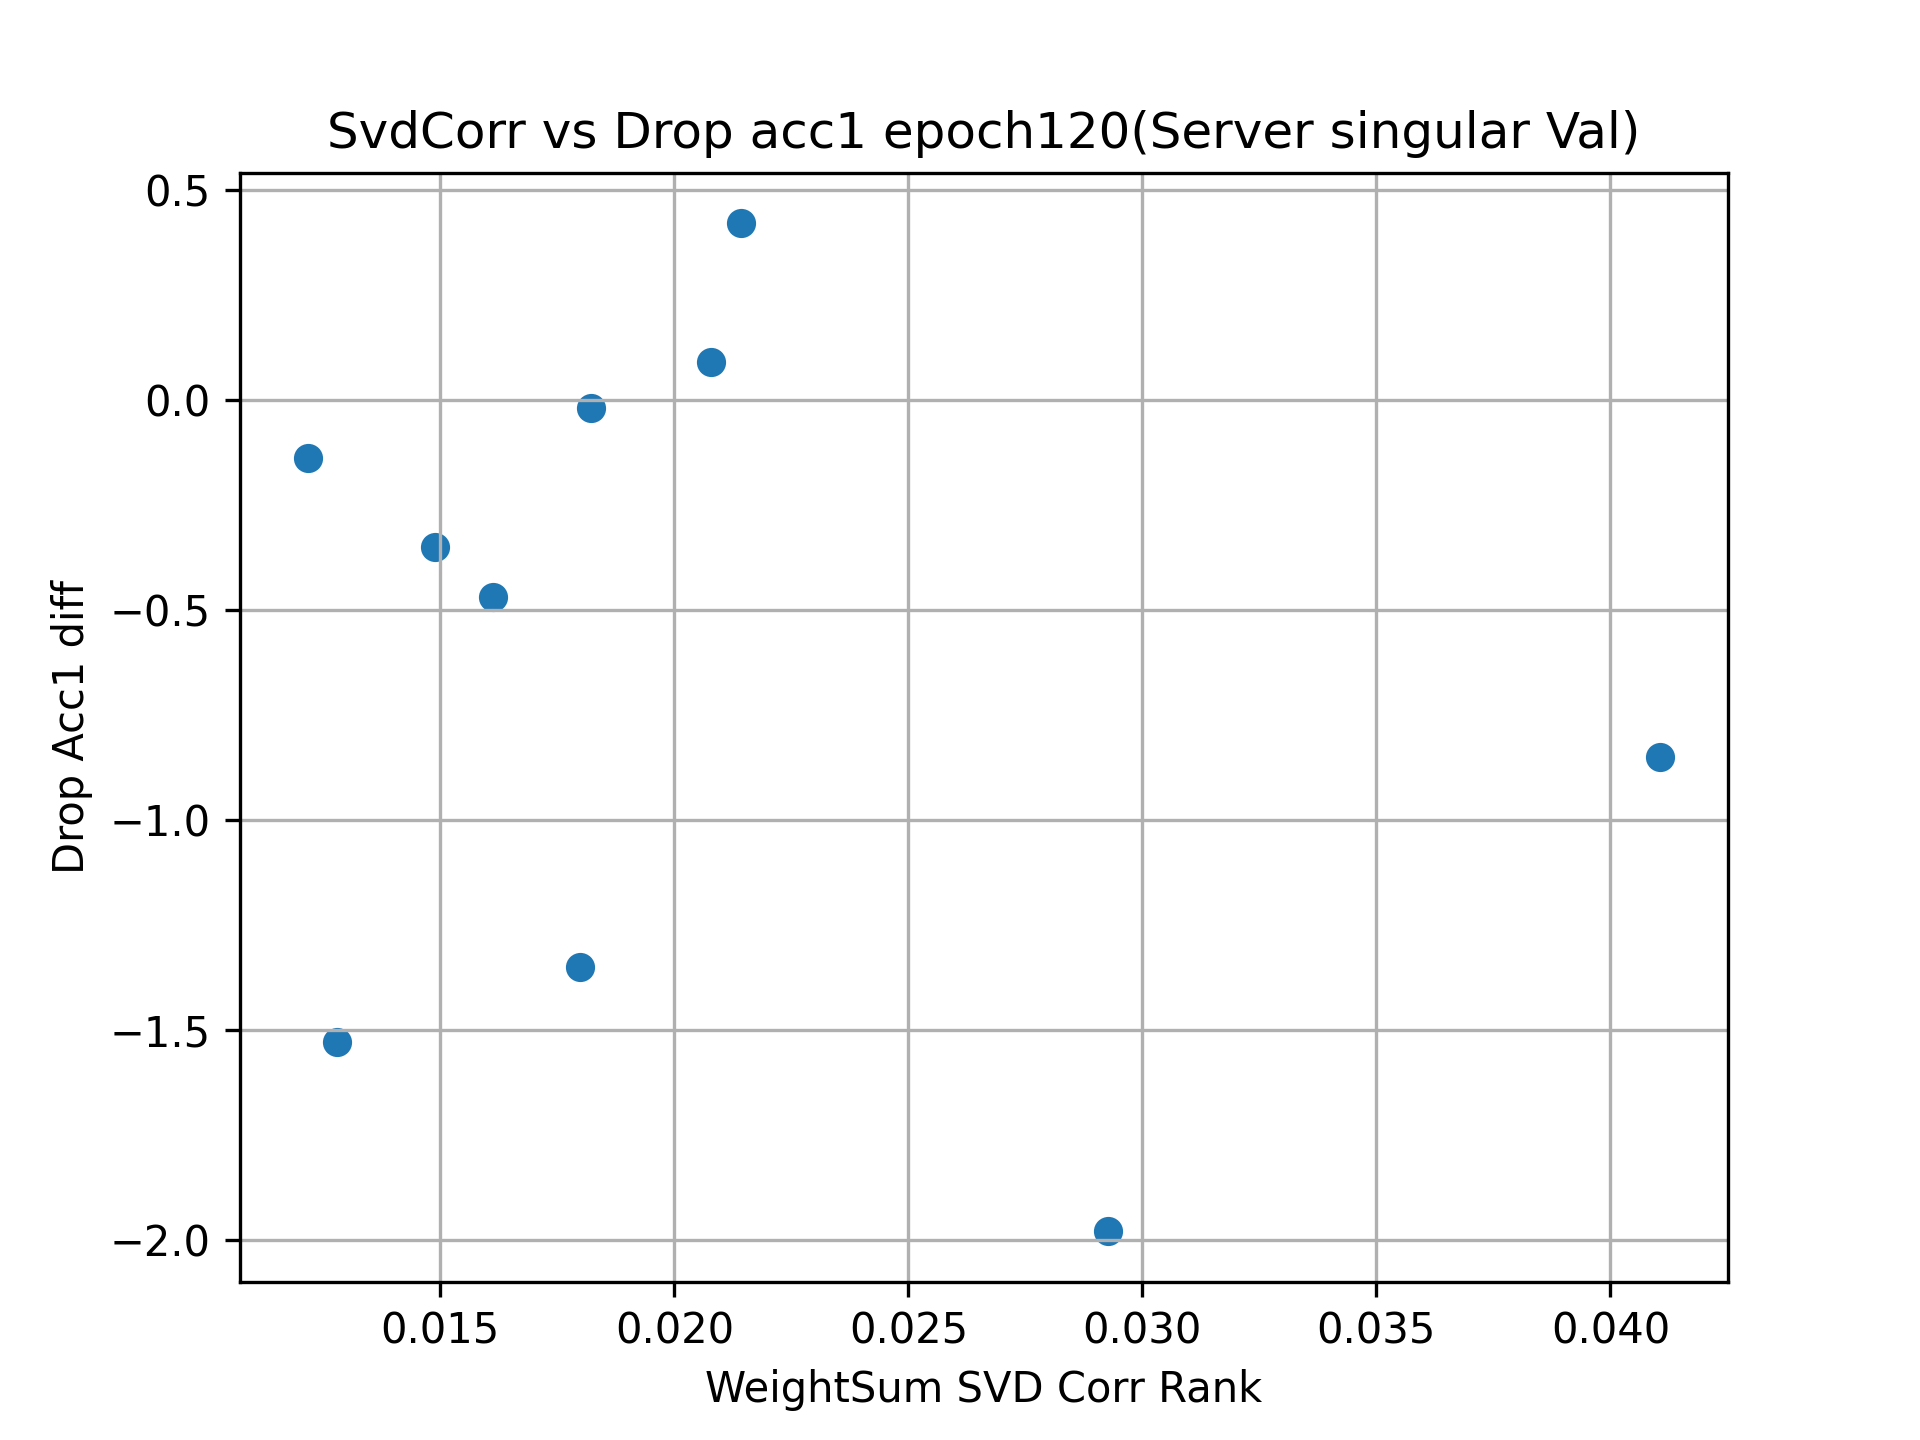 SvdCorr vs Drop acc1 epoch120(Server singular Val)
0.5
0.0
−0.5
−1.0
−1.5
−2.0
Drop Acc1 diff
0.015 0.020 0.025 0.030 0.035 0.040
WeightSum SVD Corr Rank